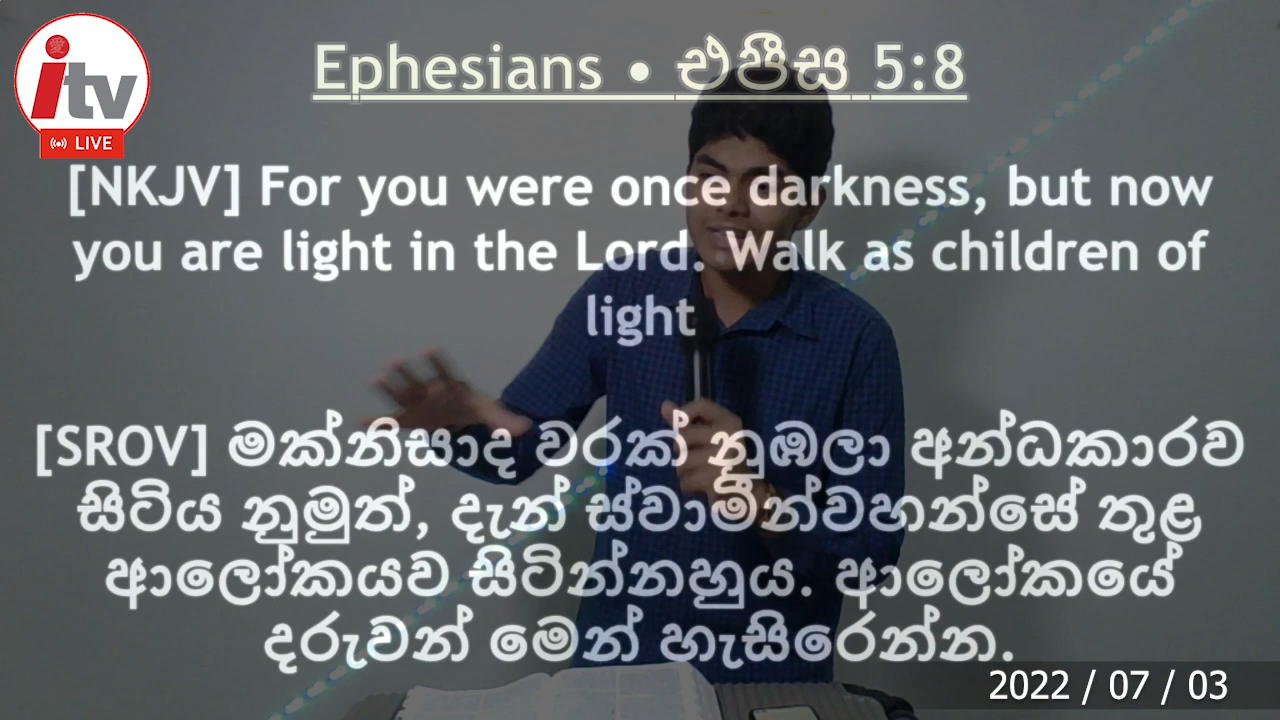 愛
itv
LIVE
Ephesians • එපීස 5:8
[NKJV] For you were once darkness, but now
you are light in the Lord. Walk as children of
light
[SROV] මක්නිසාද වරක් නුඹලා අන්ධකාරව
සිටිය නුමුත්, දැන් ස්වාමීන්වහන්සේ තුළ
ආලෝකයව සිටින්නහුය. ආලෝකයේ
දරුවන් මෙන් හැසිරෙන්න.
2022 / 07 / 03